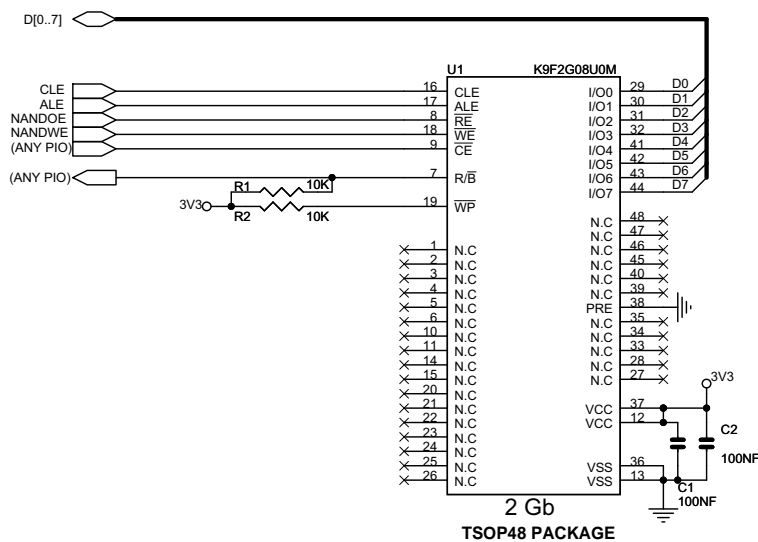 D[0..7]
U1 K9F2G08U0M
CLE 16 CLE I/O0 29 D0
ALE 17 ALE I/O1 30 D1
NANDOE 8 RE I/O2 31 D2
NANDWE 18 WE I/O3 32 D3
(ANY PIO) 9 CE I/O4 41 D4
I/O5 42 D5
(ANY PIO) 7 R/B I/O6 43 D6
I/O7 44 D7
R1 10K
3V3 19 WP
R2 10K
N.C 48
N.C 47
1 N.C N.C 46
2 N.C N.C 45
3 N.C N.C 40
4 N.C N.C 39
5 N.C PRE 38
6 N.C N.C 35
10 N.C N.C 34
11 N.C N.C 33
14 N.C N.C 28
15 N.C N.C 27
20 N.C
3V3
21 N.C VCC 37
22 N.C VCC 12
23 N.C
C2
24 N.C
100NF
25 N.C VSS 36
26 N.C VSS 13
C1
100NF
2 Gb
TSOP48 PACKAGE